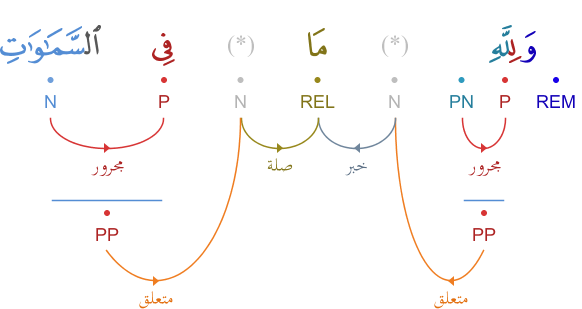 وَلِلَّهِ (*) مَا (*) فِى ٱلسَّمَـٰوَٰتِ
REM P PN N REL N P N
مجرور خبر صلة مجرور
PP PP
متعلق متعلق